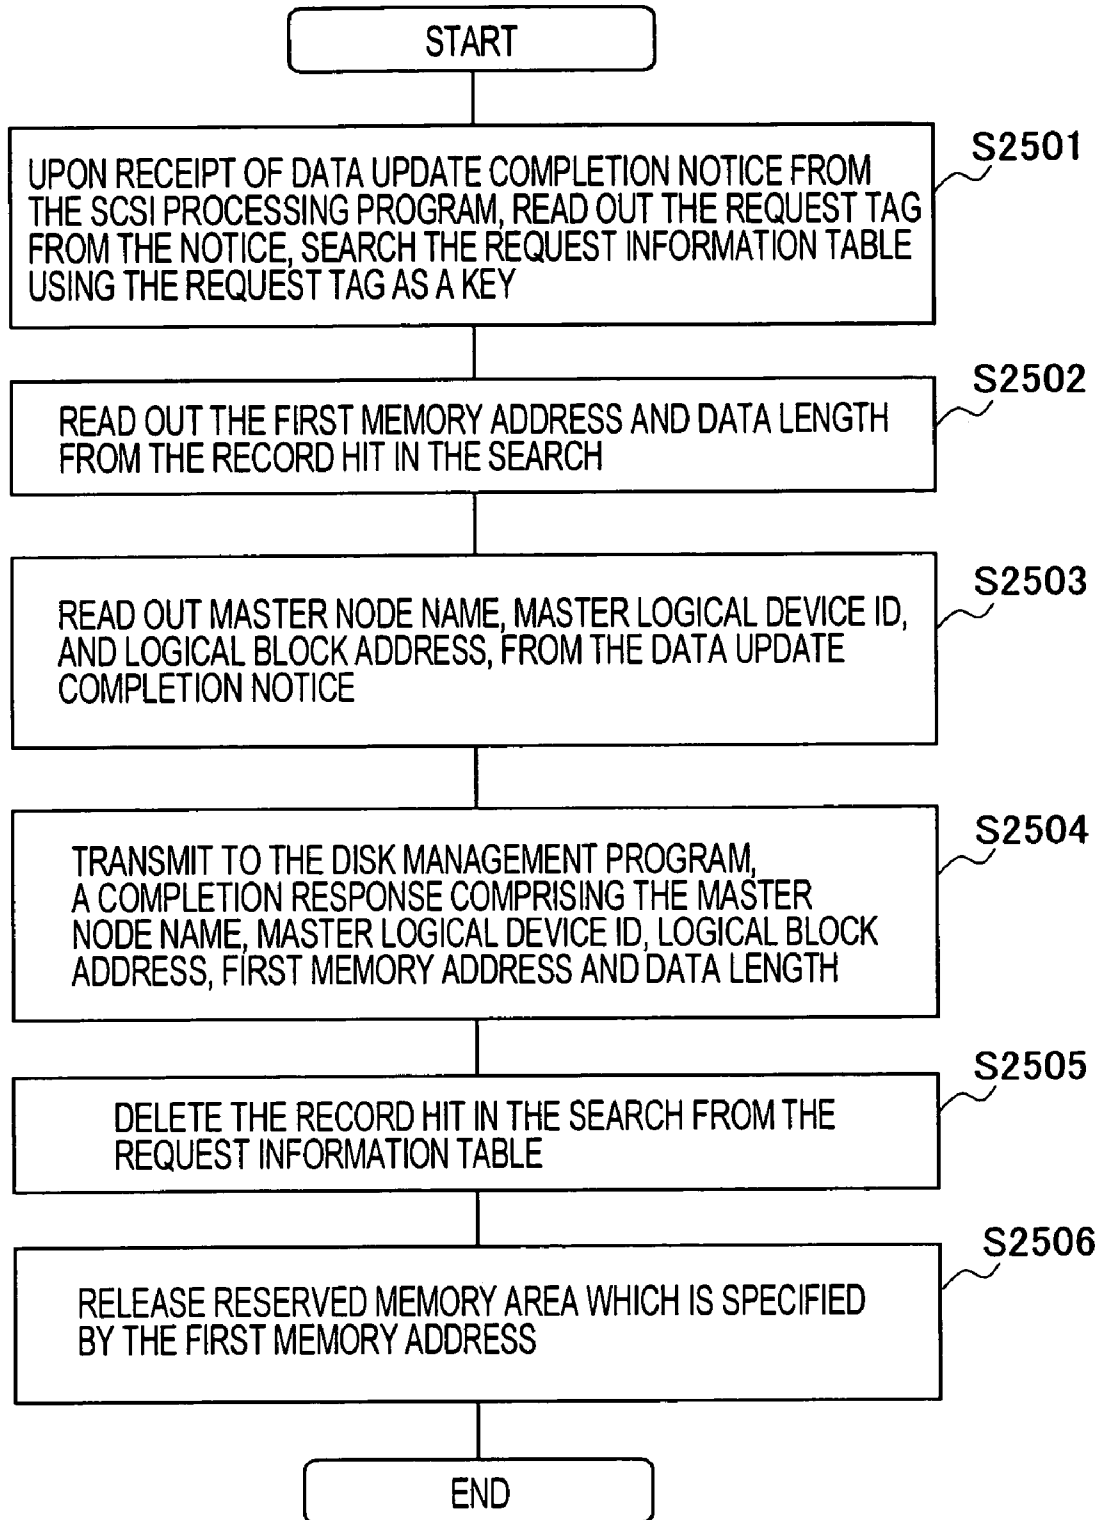 START
S2501
UPON RECEIPT OF DATA UPDATE COMPLETION NOTICE FROM
THE SCSI PROCESSING PROGRAM, READ OUT THE REQUEST TAG
FROM THE NOTICE, SEARCH THE REQUEST INFORMATION TABLE
USING THE REQUEST TAG AS A KEY
S2502
READ OUT THE FIRST MEMORY ADDRESS AND DATA LENGTH
FROM THE RECORD HIT IN THE SEARCH
S2503
READ OUT MASTER NODE NAME, MASTER LOGICAL DEVICE ID,
AND LOGICAL BLOCK ADDRESS, FROM THE DATA UPDATE
COMPLETION NOTICE
S2504
TRANSMIT TO THE DISK MANAGEMENT PROGRAM,
A COMPLETION RESPONSE COMPRISING THE MASTER
NODE NAME, MASTER LOGICAL DEVICE ID, LOGICAL BLOCK
ADDRESS, FIRST MEMORY ADDRESS AND DATA LENGTH
S2505
DELETE THE RECORD HIT IN THE SEARCH FROM THE
REQUEST INFORMATION TABLE
S2506
RELEASE RESERVED MEMORY AREA WHICH IS SPECIFIED
BY THE FIRST MEMORY ADDRESS
END